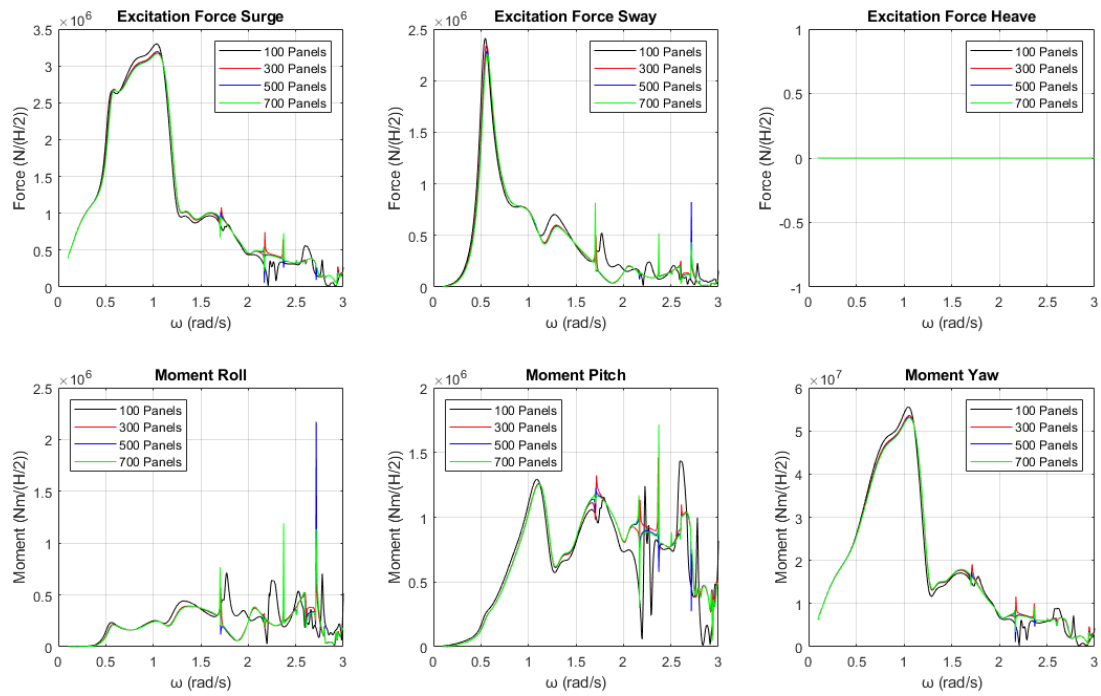 Excitation Force Surge
×10⁶
Force (N/(H/2))
3.5
3
2.5
2
1.5
1
0.5
0
0 0.5 1 1.5 2 2.5 3
ω (rad/s)
100 Panels
300 Panels
500 Panels
700 Panels
Excitation Force Sway
×10⁶
Force (N/(H/2))
2.5
2
1.5
1
0.5
0
0 0.5 1 1.5 2 2.5 3
ω (rad/s)
100 Panels
300 Panels
500 Panels
700 Panels
Excitation Force Heave
Force (N/(H/2))
1
0.5
0
-0.5
-1
0 0.5 1 1.5 2 2.5 3
ω (rad/s)
100 Panels
300 Panels
500 Panels
700 Panels
Moment Roll
×10⁶
Moment (Nm/(H/2))
2.5
2
1.5
1
0.5
0
0 0.5 1 1.5 2 2.5 3
ω (rad/s)
100 Panels
300 Panels
500 Panels
700 Panels
Moment Pitch
×10⁶
Moment (Nm/(H/2))
2
1.5
1
0.5
0
0 0.5 1 1.5 2 2.5 3
ω (rad/s)
100 Panels
300 Panels
500 Panels
700 Panels
Moment Yaw
×10⁷
Moment (Nm/(H/2))
6
5
4
3
2
1
0
0 0.5 1 1.5 2 2.5 3
ω (rad/s)
100 Panels
300 Panels
500 Panels
700 Panels